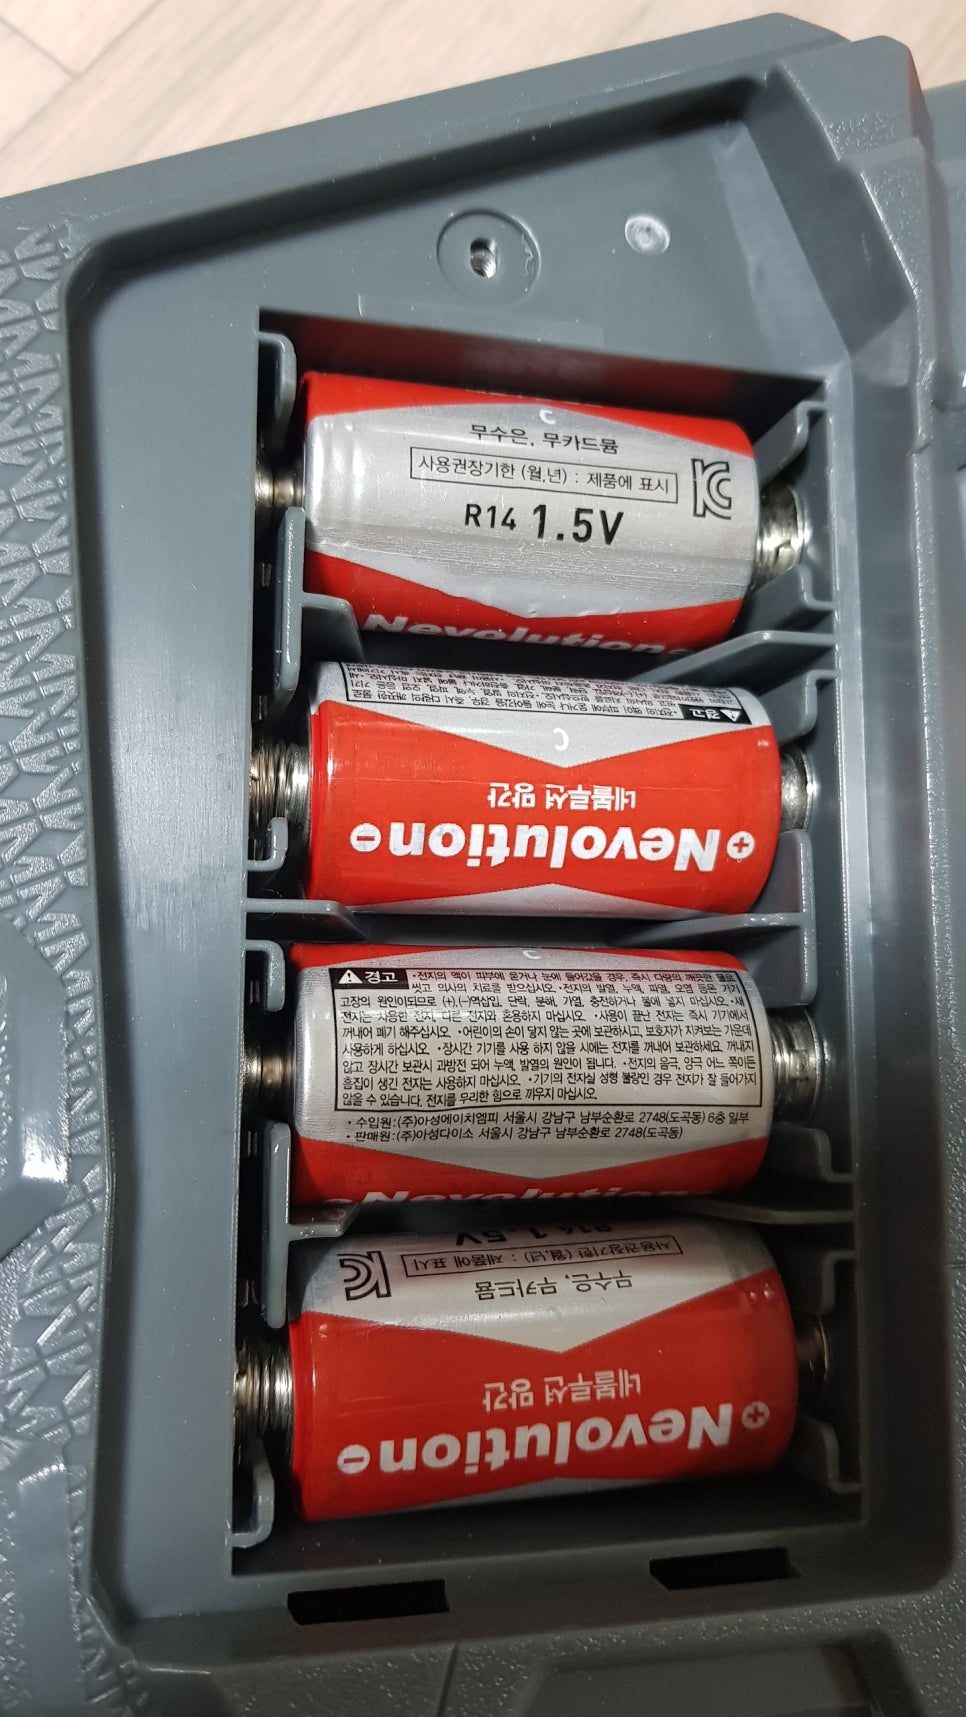 C
무수은, 무카드뮴
사용권장기한 (월,년) : 제품에 표시
R14 1.5V
Nevolution
경고
C
네볼루션 망간
+ Nevolution -
C
경고 •전지의 액이 피부에 묻거나 눈에 들어갔을 경우, 즉시 다량의 깨끗한 물로
씻고 의사의 치료를 받으십시오. •전지의 발열, 누액, 파열, 오염 등은 기기
고장의 원인이되므로 (+),(-)역삽입, 단락, 분해, 가열, 충전하거나 불에 넣지 마십시오. •새
전지는 사용한 전지, 다른 전지와 혼용하지 마십시오. •사용이 끝난 전지는 즉시 기기에서
꺼내어 폐기 해주십시오. •어린이의 손이 닿지 않는 곳에 보관하시고, 보호자가 지켜보는 가운데
사용하게 하십시오. •장시간 기기를 사용 하지 않을 시에는 전지를 꺼내어 보관하세요. 꺼내지
않고 장시간 보관시 과방전 되어 누액, 발열의 원인이 됩니다. •전지의 음극, 양극 어느 쪽이든
흠집이 생긴 전지는 사용하지 마십시오. •기기의 전자실 성형 불량인 경우 전지가 잘 들어가지
않을 수 있습니다. 전지를 무리한 힘으로 끼우지 마십시오.
• 수입원:(주)아성에이치엠피 서울시 강남구 남부순환로 2748(도곡동) 6층 일부
• 판매원:(주)아성다이소 서울시 강남구 남부순환로 2748(도곡동)
Nevolution
R14 1.5V
사용권장기한 (월,년) : 제품에 표시
무수은, 무카드뮴
네볼루션 망간
+ Nevolution -